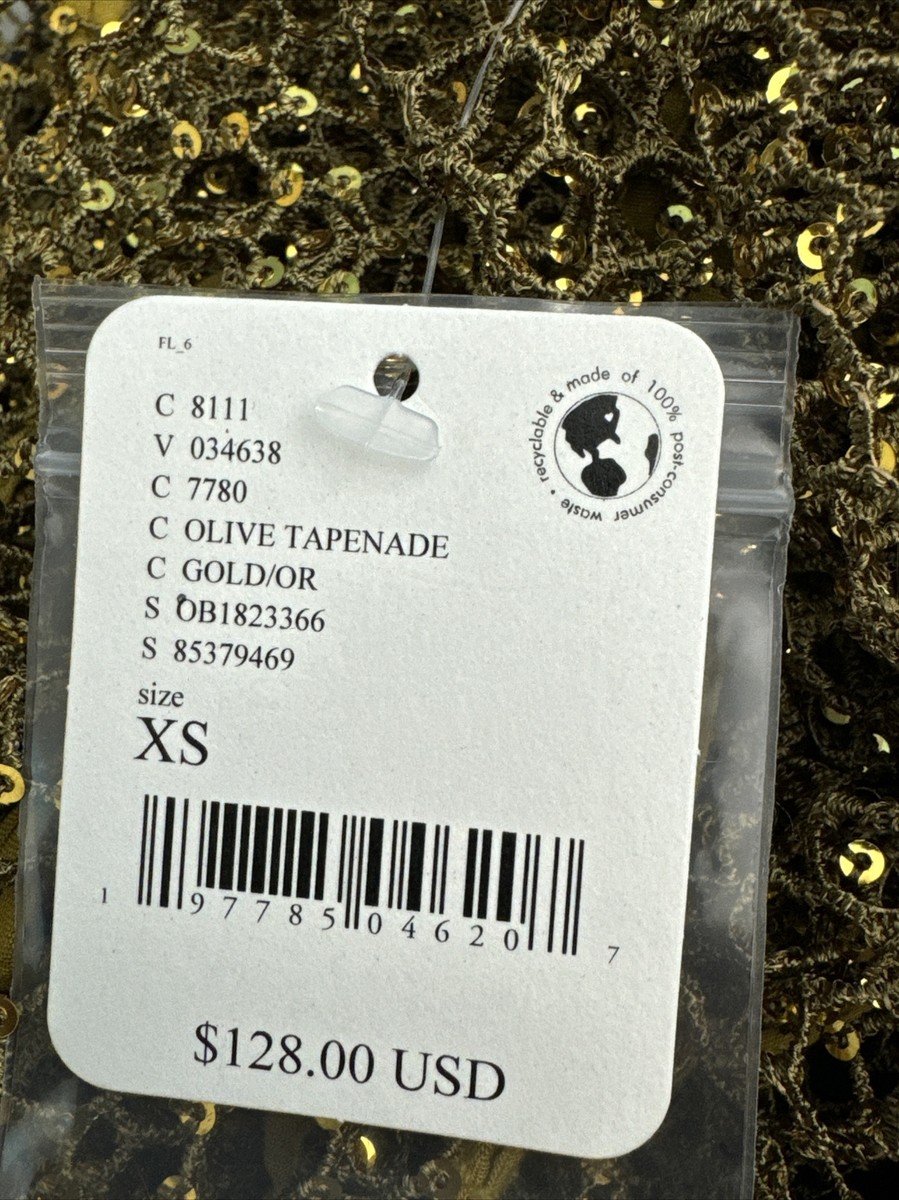 FL_6
C 8111
V 034638
C 7780
C OLIVE TAPENADE
C GOLD/OR
S OB1823366
S 85379469
size
XS
1 97785 04620 7
$128.00 USD
• recyclable & made of 100% post-consumer waste